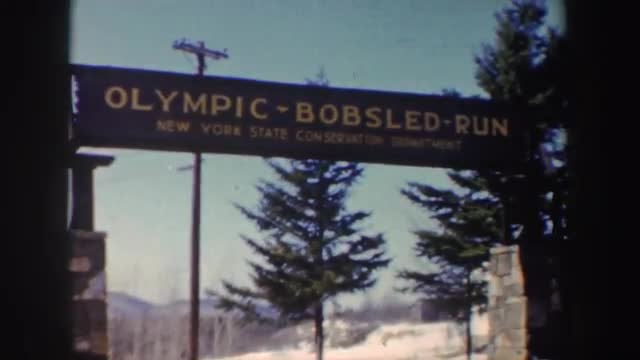 OLYMPIC-BOBSLED-RUN
NEW YORK STATE CONSERVATION DEPARTMENT